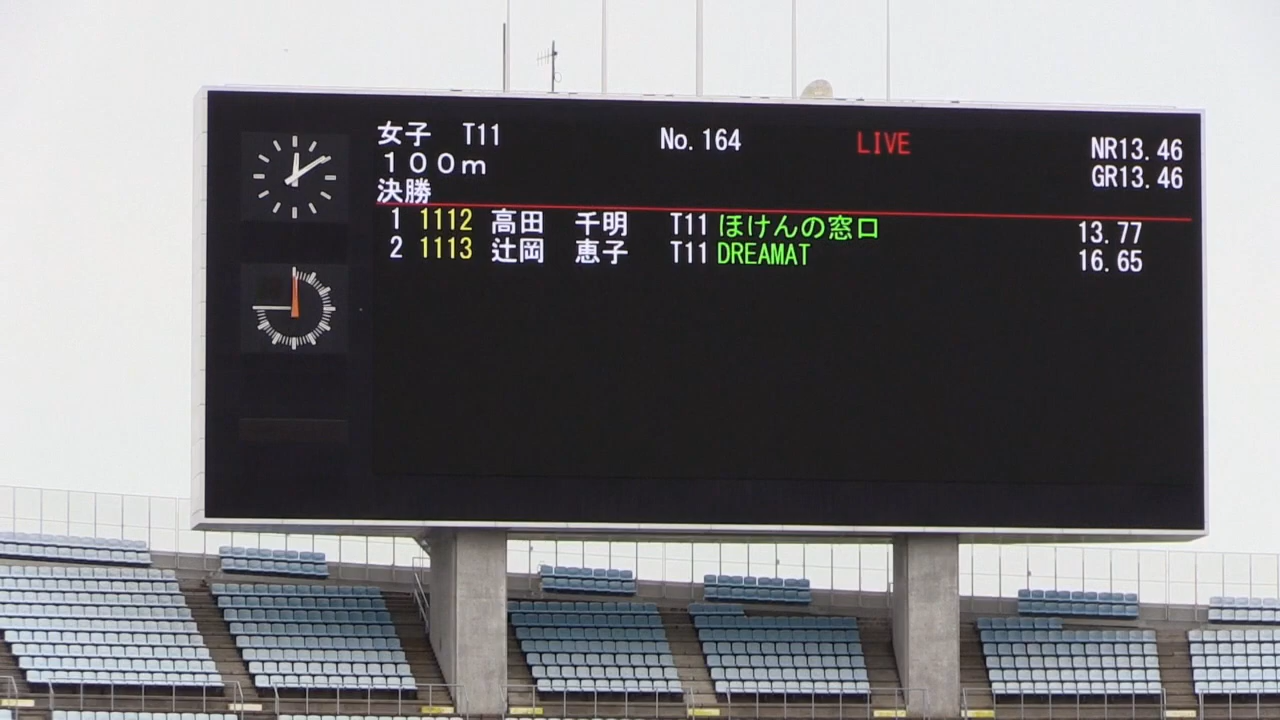 女子 T11 No.164 LIVE NR13.46
１００ｍ GR13.46
決勝
1 1112 高田 千明 T11 ほけんの窓口 13.77
2 1113 辻岡 恵子 T11 DREAMAT 16.65